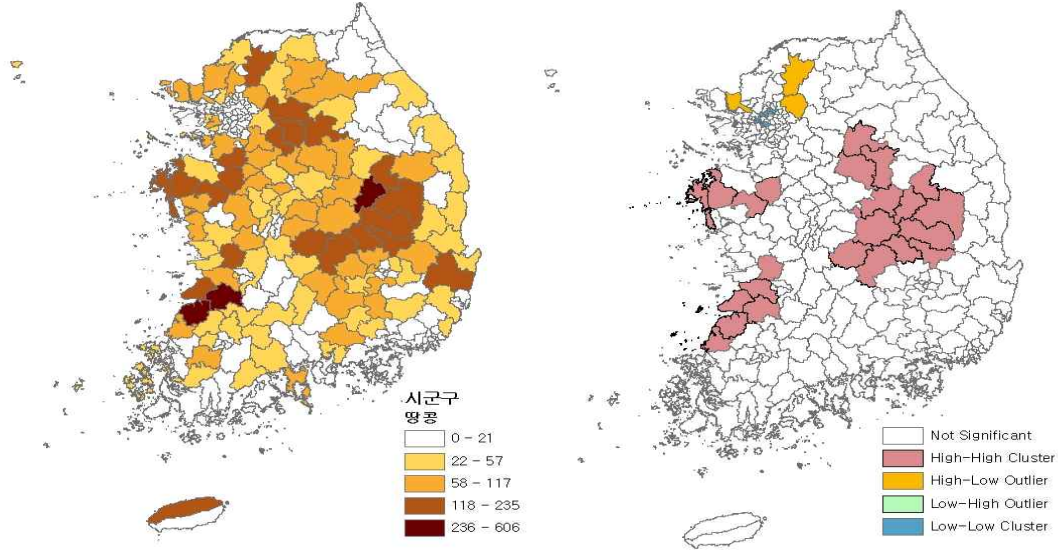 시군구
땅콩
0 - 21
22 - 57
58 - 117
118 - 235
236 - 606
Not Significant
High-High Cluster
High-Low Outlier
Low-High Outlier
Low-Low Cluster